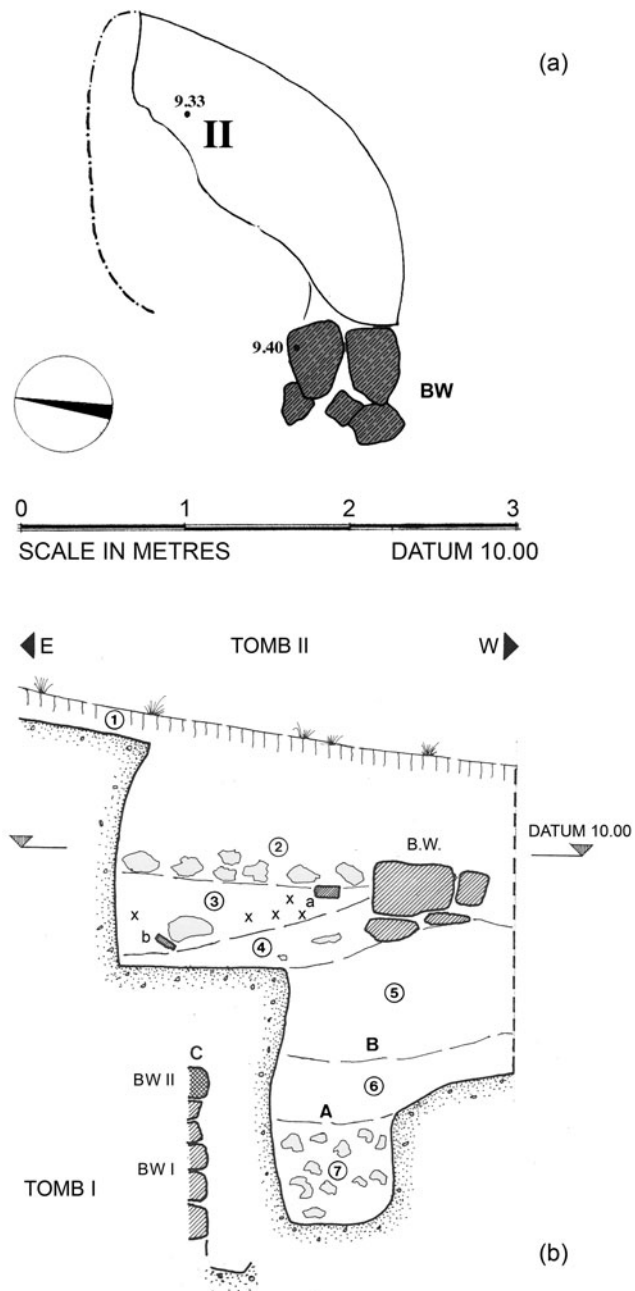 (a)
9.33
II
9.40
BW
0 1 2 3
SCALE IN METRES DATUM 10.00
E TOMB II W
1
DATUM 10.00
2
B.W.
3
x
a
x x x x
b
4
5
B
C
6
BW II
A
BW I
7
TOMB I
(b)